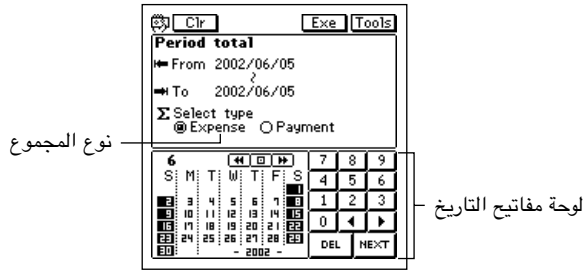 Clr Exe Tools
Period total
From 2002/06/05
~
To 2002/06/05
Σ Select type
Expense Payment
نوع المجموع
6
7 8 9
S M T W T F S
4 5 6
1
2 3 4 5 6 7 8
1 2 3
9 10 11 12 13 14 15
لوحة مفاتيح التاريخ
16 17 18 19 20 21 22
0
23 24 25 26 27 28 29
DEL NEXT
30
- 2002 -